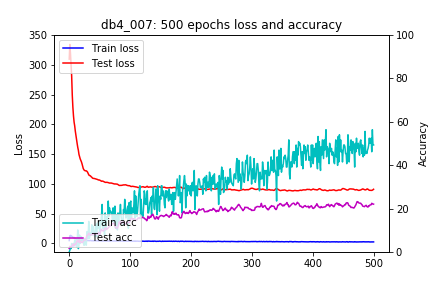 db4_007: 500 epochs loss and accuracy
Train loss
Test loss
350
300
250
200
150
100
50
0
Loss
100
80
60
40
20
0
Accuracy
Train acc
Test acc
0
100
200
300
400
500